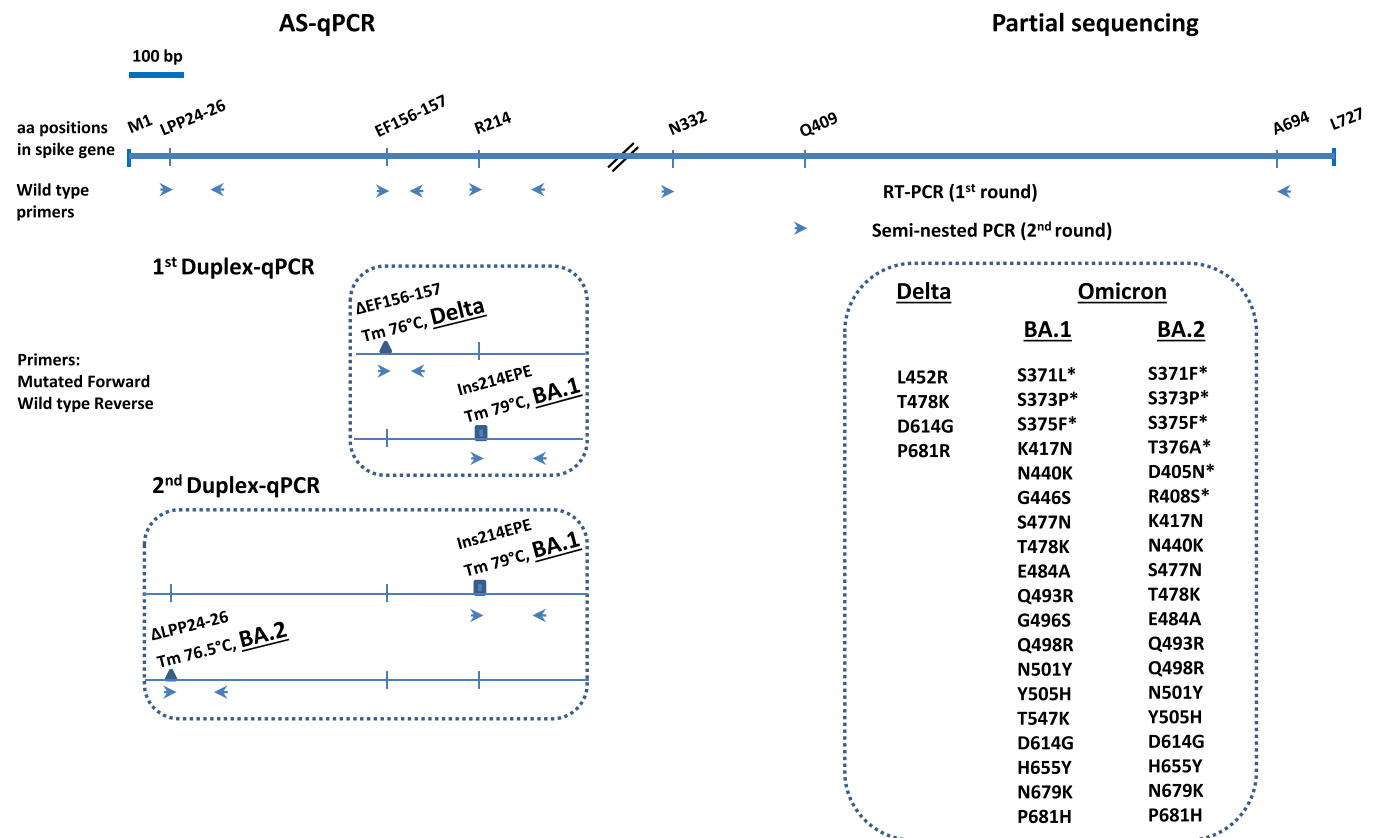 AS-qPCR
Partial sequencing
100 bp
aa positions
in spike gene
M1
LPP24-26
EF156-157
R214
N332
Q409
A694
L727
Wild type
primers
RT-PCR (1st round)
Semi-nested PCR (2nd round)
1st Duplex-qPCR
ΔEF156-157
Tm 76°C, Delta
Ins214EPE
Tm 79°C, BA.1
Primers:
Mutated Forward
Wild type Reverse
2nd Duplex-qPCR
Ins214EPE
Tm 79°C, BA.1
ΔLPP24-26
Tm 76.5°C, BA.2
Delta
L452R
T478K
D614G
P681R
Omicron
BA.1
S371L*
S373P*
S375F*
K417N
N440K
G446S
S477N
T478K
E484A
Q493R
G496S
Q498R
N501Y
Y505H
T547K
D614G
H655Y
N679K
P681H
BA.2
S371F*
S373P*
S375F*
T376A*
D405N*
R408S*
K417N
N440K
S477N
T478K
E484A
Q493R
Q498R
N501Y
Y505H
D614G
H655Y
N679K
P681H